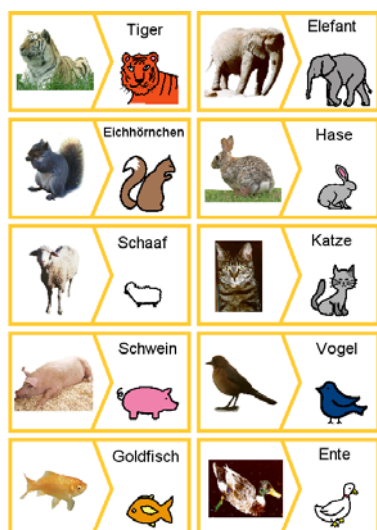 Tiger
Elefant
Eichhörnchen
Hase
Schaaf
Katze
Schwein
Vogel
Goldfisch
Ente